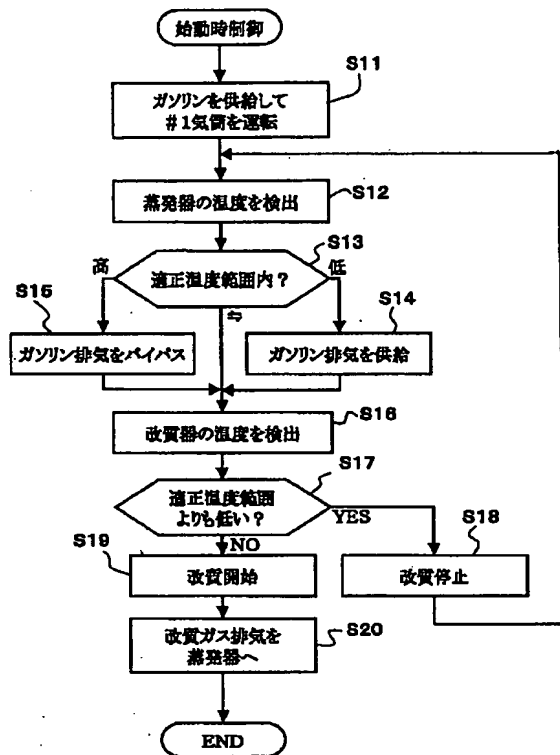 始動時制御
S11
ガソリンを供給して
#1気筒を運転
S12
蒸発器の温度を検出
S13
高
適正温度範囲内?
低
S15
S14
ガソリン排気をバイパス
ガソリン排気を供給
S16
改質器の温度を検出
S17
適正温度範囲
よりも低い?
YES
S19
NO
S18
改質開始
改質停止
改質ガス排気を
蒸発器へ
S20
END